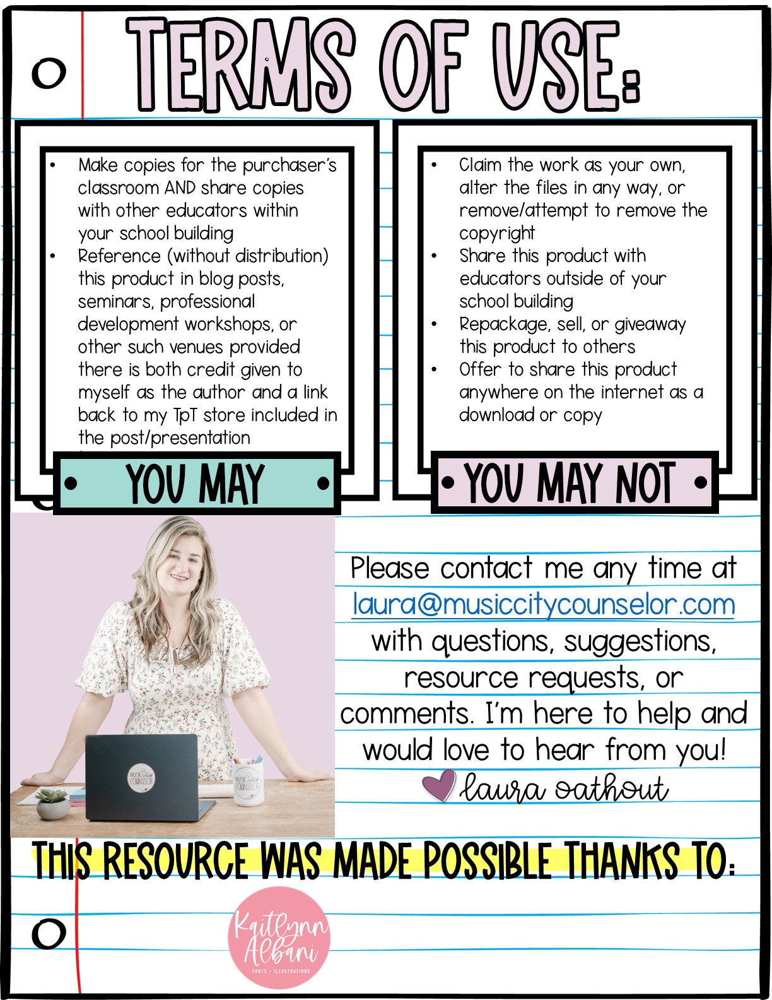 TERMS OF USE:
• Make copies for the purchaser's
classroom AND share copies
with other educators within
your school building
• Reference (without distribution)
this product in blog posts,
seminars, professional
development workshops, or
other such venues provided
there is both credit given to
myself as the author and a link
back to my TpT store included in
the post/presentation
YOU MAY
• Claim the work as your own,
alter the files in any way, or
remove/attempt to remove the
copyright
• Share this product with
educators outside of your
school building
• Repackage, sell, or giveaway
this product to others
• Offer to share this product
anywhere on the internet as a
download or copy
YOU MAY NOT
Please contact me any time at
laura@musiccitycounselor.com
with questions, suggestions,
resource requests, or
comments. I'm here to help and
would love to hear from you!
laura oathout
MUSIC city
COUNSELOR
MUSIC city
COUNSELOR
THIS RESOURCE WAS MADE POSSIBLE THANKS TO:
Kaitlynn
Albani
FONTS + ILLUSTRATIONS